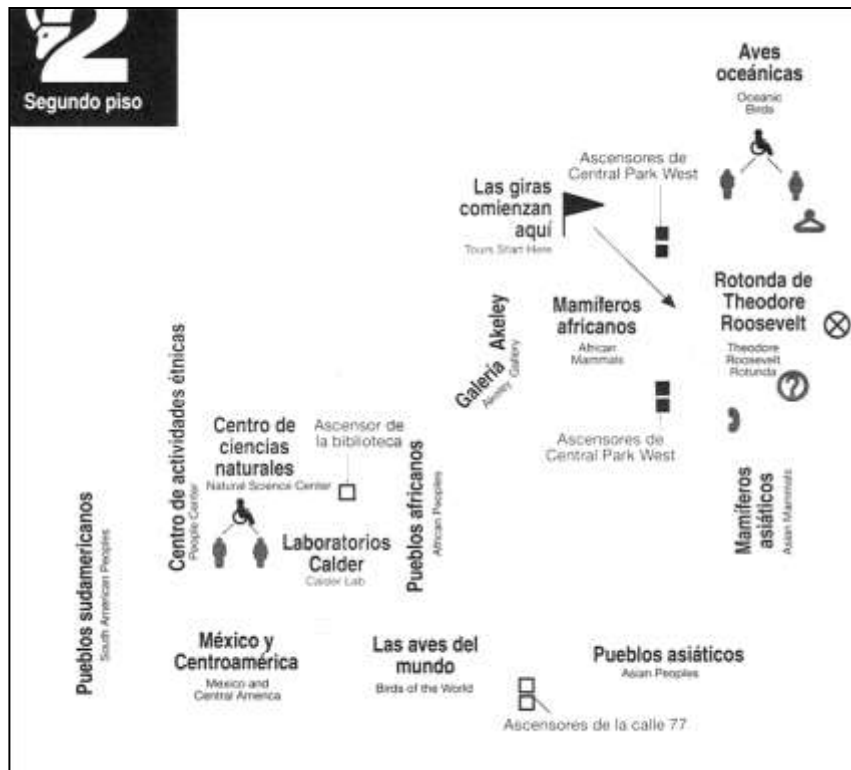 2
Segundo piso
Aves
oceánicas
Oceanic
Birds
Ascensores de
Central Park West
Las giras
comienzan
aquí
Tours Start Here
Rotonda de
Theodore
Roosevelt
Theodore
Roosevelt
Rotunda
?
Mamíferos
africanos
African
Mammals
Galería Akeley
Akeley Gallery
Ascensores de
Central Park West
Centro de actividades étnicas
People Center
Centro de
ciencias
naturales
Natural Science Center
Ascensor de
la biblioteca
Pueblos africanos
African Peoples
Mamíferos
asiáticos
Asian Mammals
Pueblos sudamericanos
South American Peoples
Laboratorios
Calder
Calder Lab
México y
Centroamérica
Mexico and
Central America
Las aves del
mundo
Birds of the World
Pueblos asiáticos
Asian Peoples
Ascensores de la calle 77